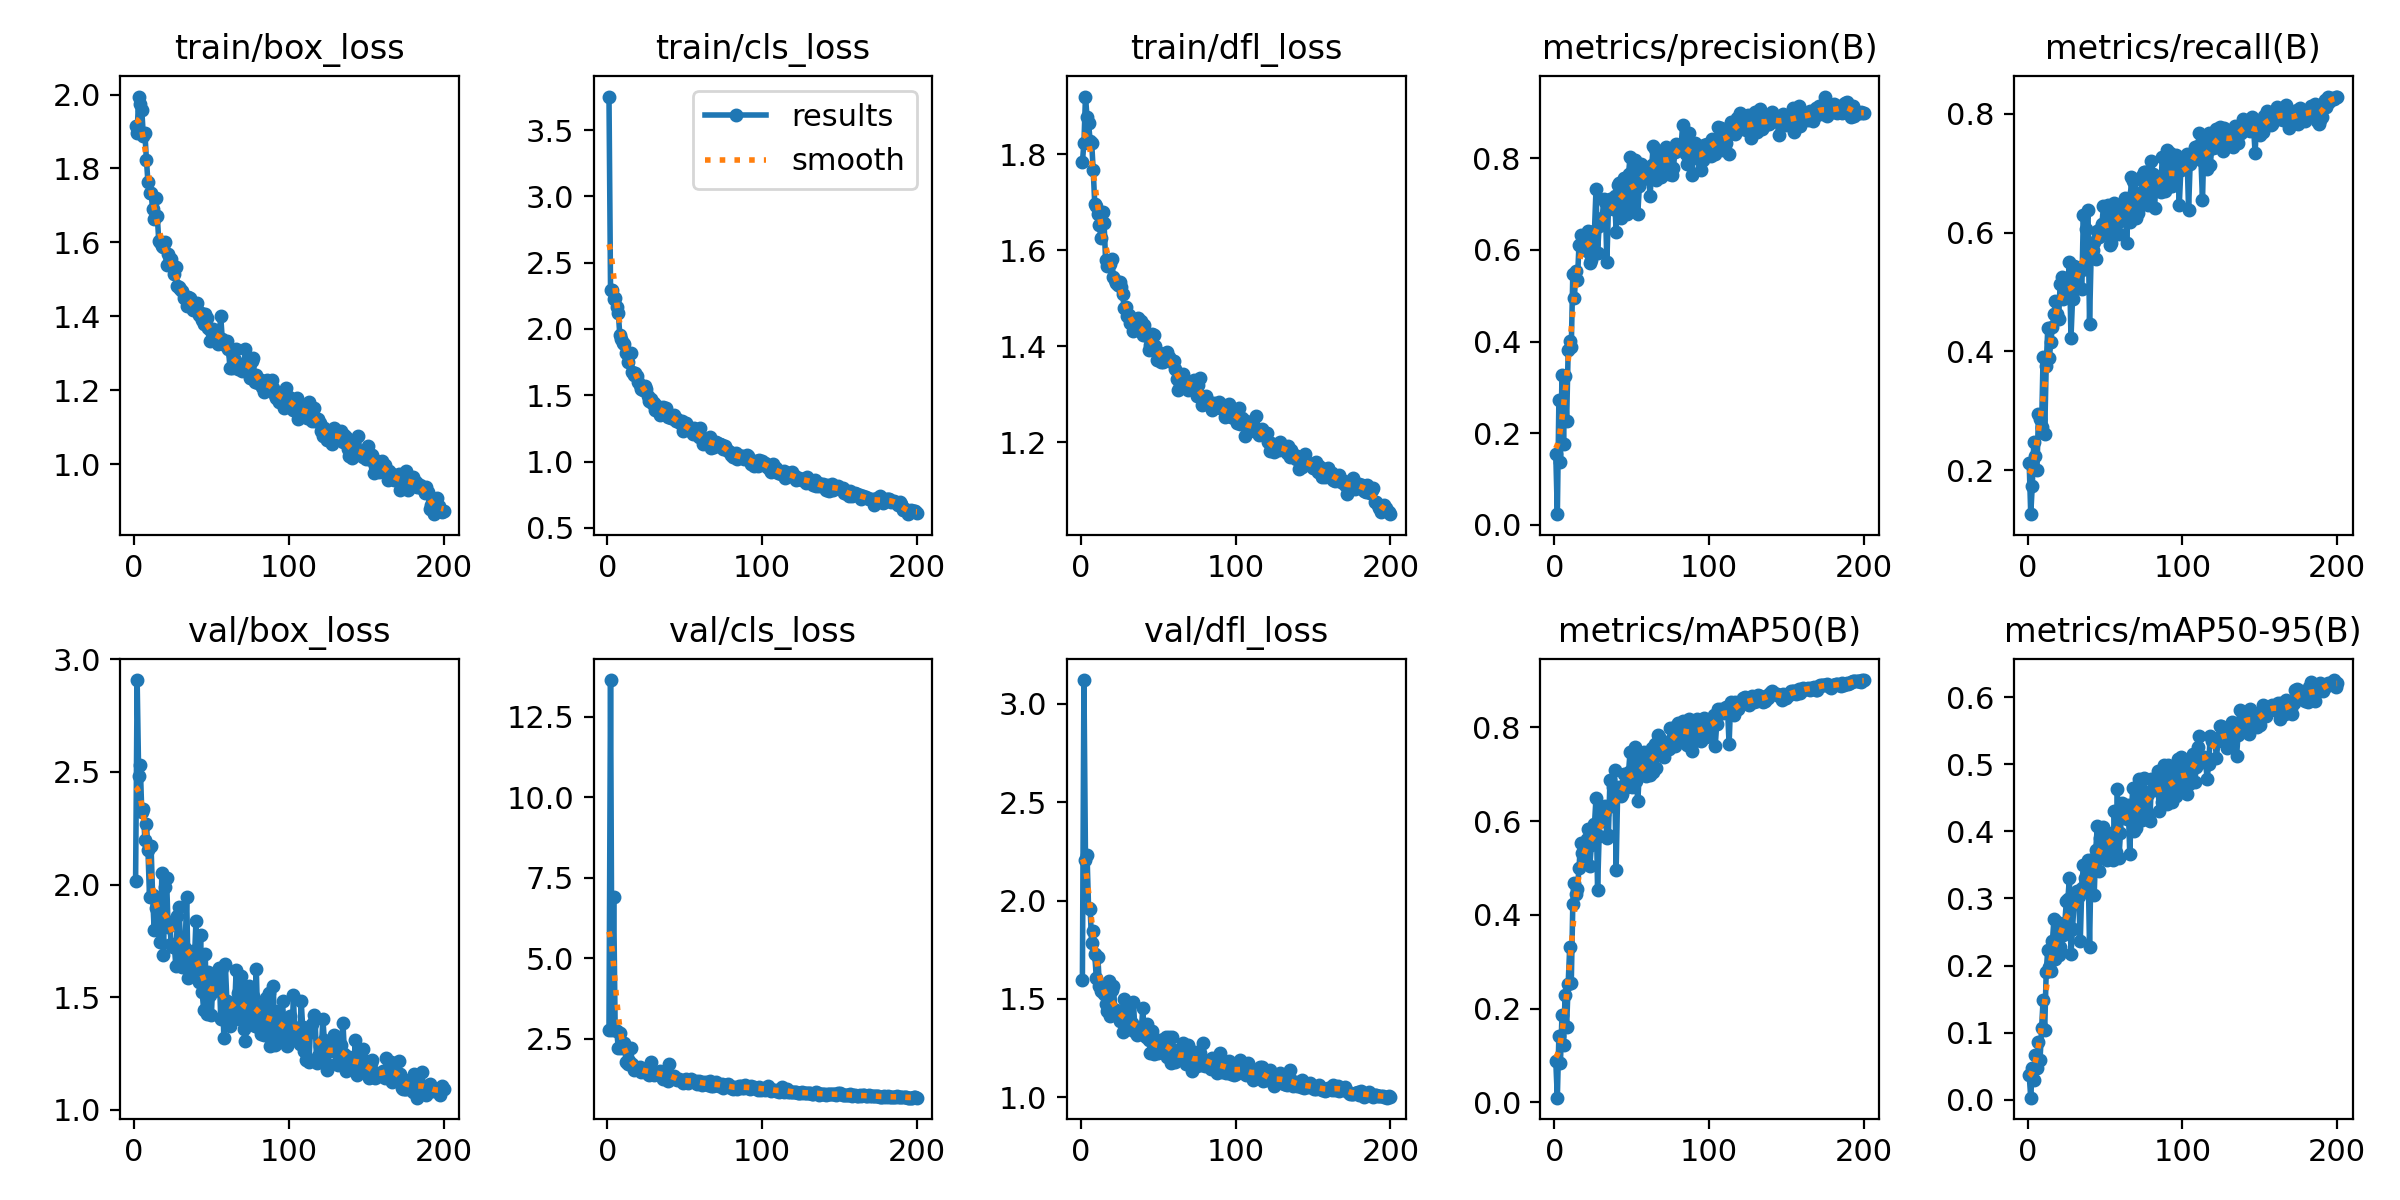 train/box_loss
2.0
1.8
1.6
1.4
1.2
1.0
0 100 200
train/cls_loss
results
smooth
3.5
3.0
2.5
2.0
1.5
1.0
0.5
0 100 200
train/dfl_loss
1.8
1.6
1.4
1.2
0 100 200
metrics/precision(B)
0.8
0.6
0.4
0.2
0.0
0 100 200
metrics/recall(B)
0.8
0.6
0.4
0.2
0 100 200
val/box_loss
3.0
2.5
2.0
1.5
1.0
0 100 200
val/cls_loss
12.5
10.0
7.5
5.0
2.5
0 100 200
val/dfl_loss
3.0
2.5
2.0
1.5
1.0
0 100 200
metrics/mAP50(B)
0.8
0.6
0.4
0.2
0.0
0 100 200
metrics/mAP50-95(B)
0.6
0.5
0.4
0.3
0.2
0.1
0.0
0 100 200